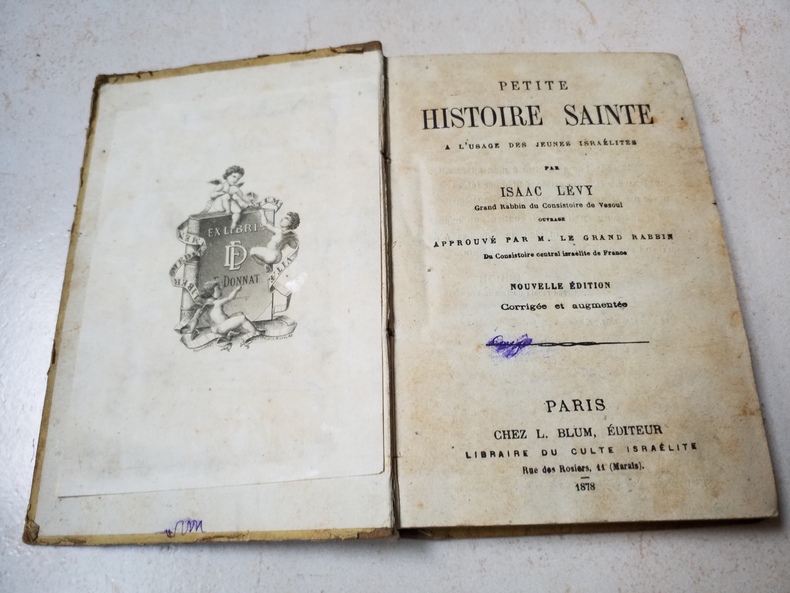 EX LIBRIS
E. DONNAT
PETITE
HISTOIRE SAINTE
A L'USAGE DES JEUNES ISRAÉLITES
PAR
ISAAC LÉVY
Grand Rabbin du Consistoire de Vesoul
OUVRAGE
APPROUVÉ PAR M. LE GRAND RABBIN
Du Consistoire central israélite de France
NOUVELLE ÉDITION
Corrigée et augmentée
PARIS
CHEZ L. BLUM, ÉDITEUR
LIBRAIRE DU CULTE ISRAÉLITE
Rue des Rosiers, 11 (Marais).
1878